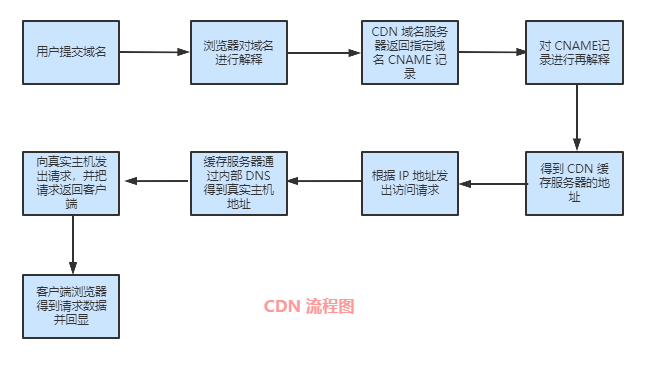 用户提交域名
浏览器对域名
进行解释
CDN 域名服务
器返回指定域
名 CNAME 记
录
对 CNAME记
录进行再解释
得到 CDN 缓
存服务器的地
址
根据 IP 地址发
出访问请求
缓存服务器通
过内部 DNS
得到真实主机
地址
向真实主机发
出请求，并把
请求返回客户
端
客户端浏览器
得到请求数据
并回显
CDN 流程图